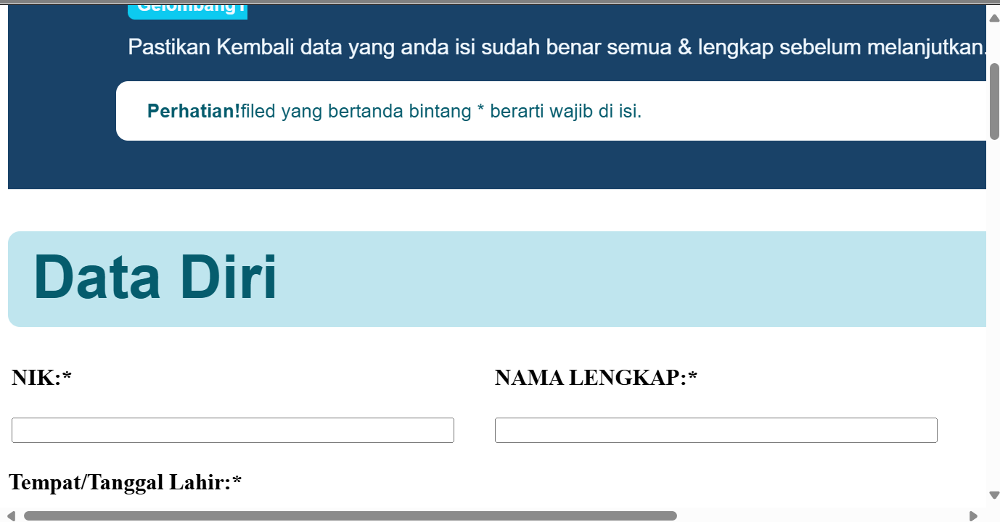 Gelombang1
Pastikan Kembali data yang anda isi sudah benar semua & lengkap sebelum melanjutkan.
Perhatian!filed yang bertanda bintang * berarti wajib di isi.
Data Diri
NIK:*
NAMA LENGKAP:*
Tempat/Tanggal Lahir:*